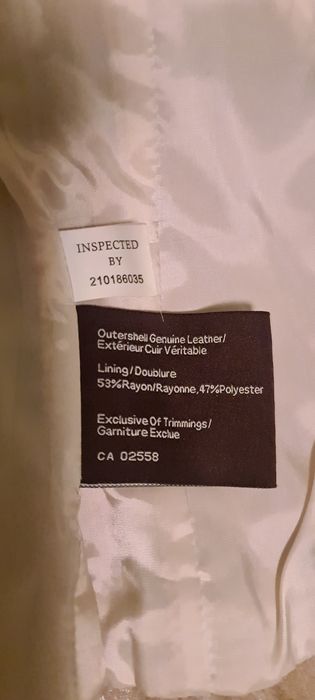 INSPECTED
BY
210186035
Outershell Genuine Leather/
Extérieur Cuir Véritable
Lining/Doublure
53%Rayon/Rayonne,47%Polyester
Exclusive Of Trimmings/
Garniture Exclue
CA 02558